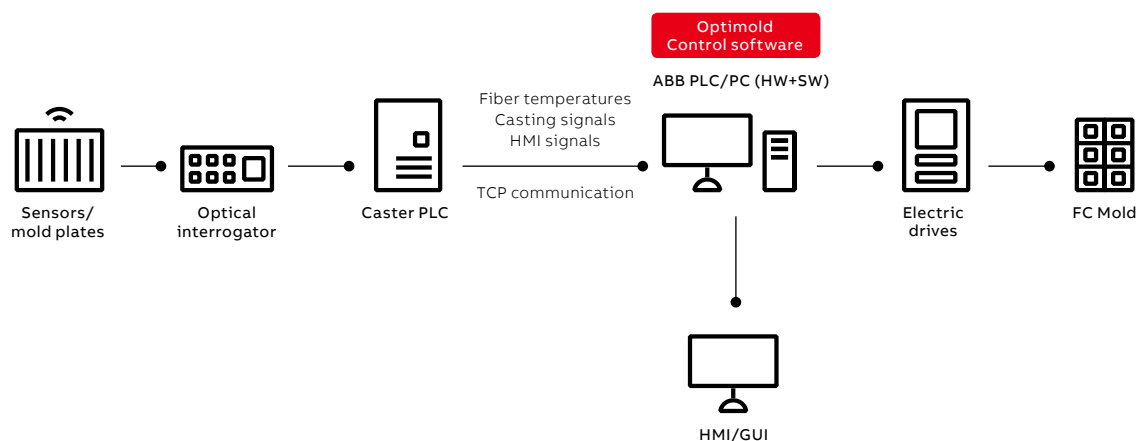 Optimold
Control software
ABB PLC/PC (HW+SW)
Fiber temperatures
Casting signals
HMI signals
TCP communication
Sensors/
mold plates
Optical
interrogator
Caster PLC
Electric
drives
FC Mold
HMI/GUI